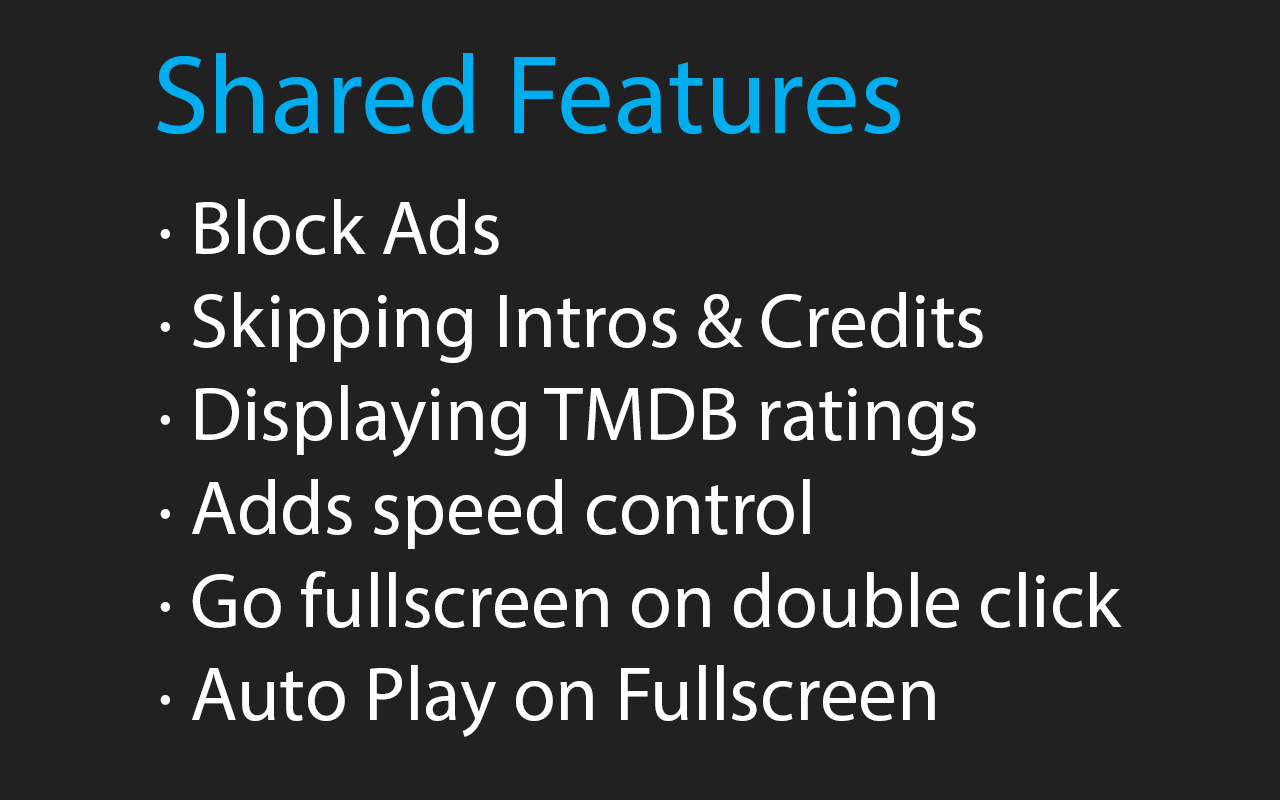 Shared Features
· Block Ads
· Skipping Intros & Credits
· Displaying TMDB ratings
· Adds speed control
· Go fullscreen on double click
· Auto Play on Fullscreen